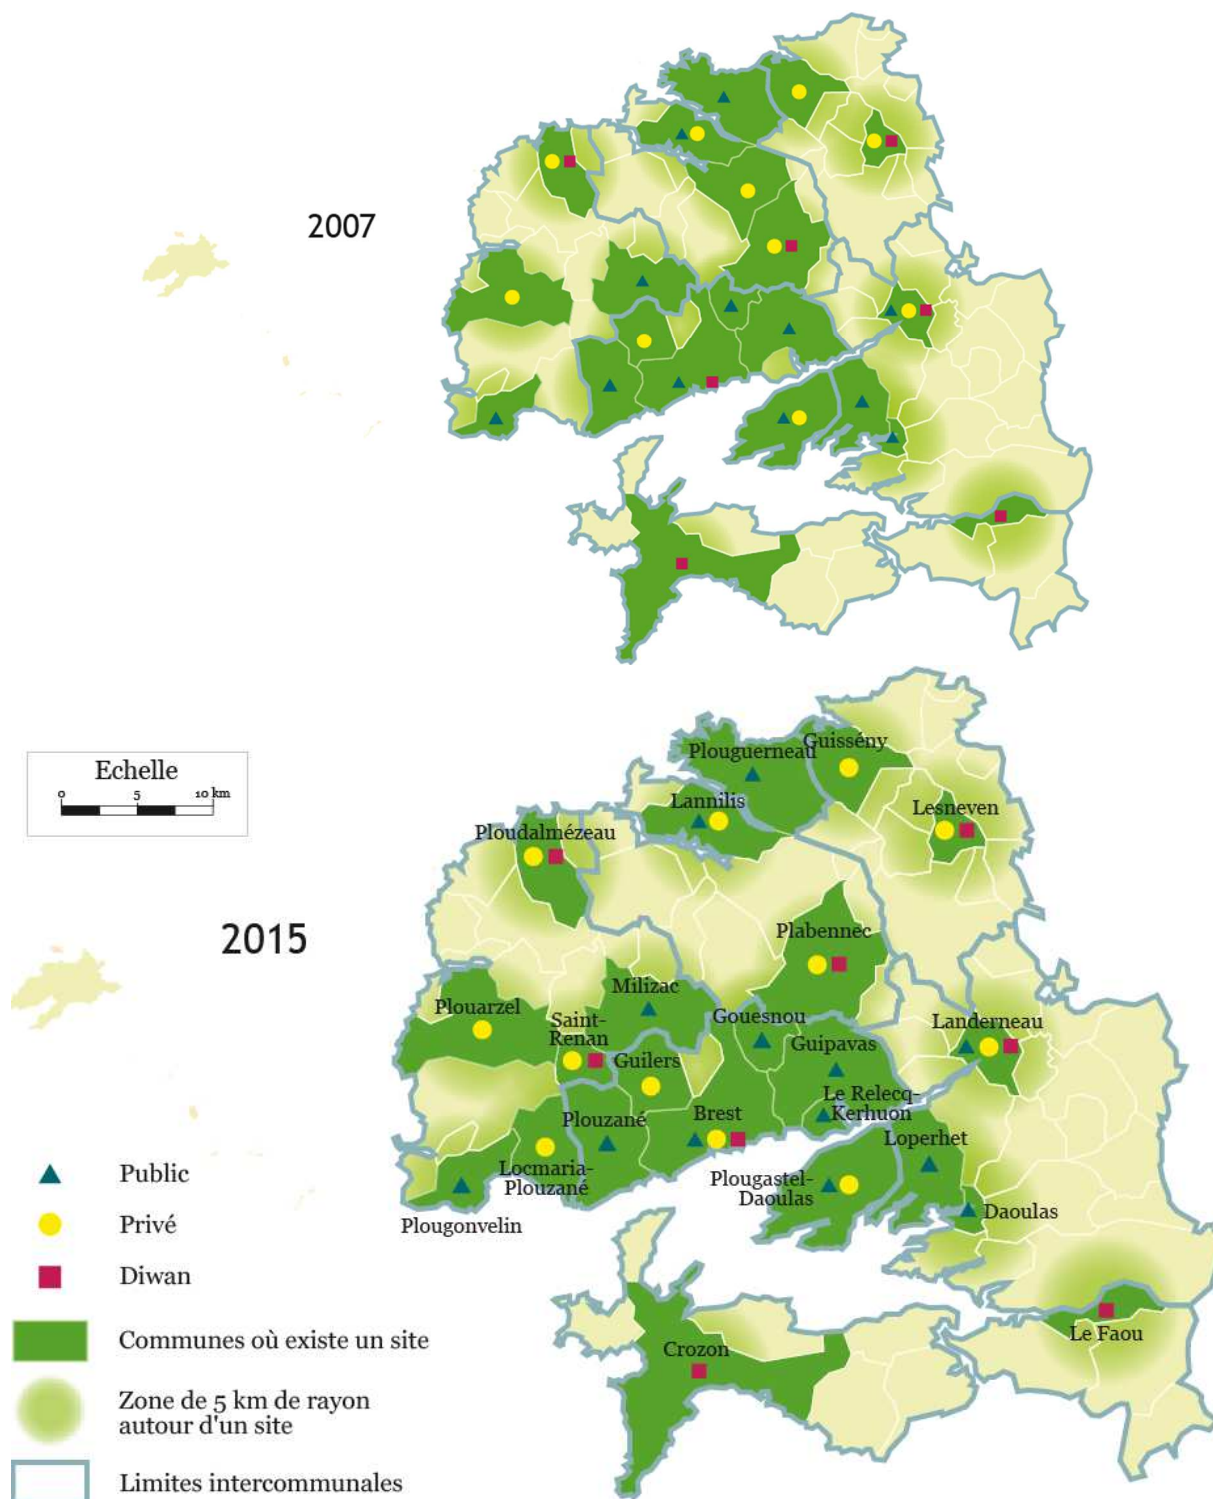 2007
Echelle
0 5 10 km
2015
Plouguerneau
Guissény
Lannilis
Lesneven
Ploudalmézeau
Plabennec
Milizac
Plouarzel
Saint-
Renan
Gouesnou
Landerneau
Guilers
Guipavas
Le Relecq-
Kerhuon
Plouzané
Brest
Loperhet
Locmaria-
Plouzané
Plougastel-
Daoulas
Daoulas
Plougonvelin
Le Faou
Crozon
Public
Privé
Diwan
Communes où existe un site
Zone de 5 km de rayon
autour d'un site
Limites intercommunales